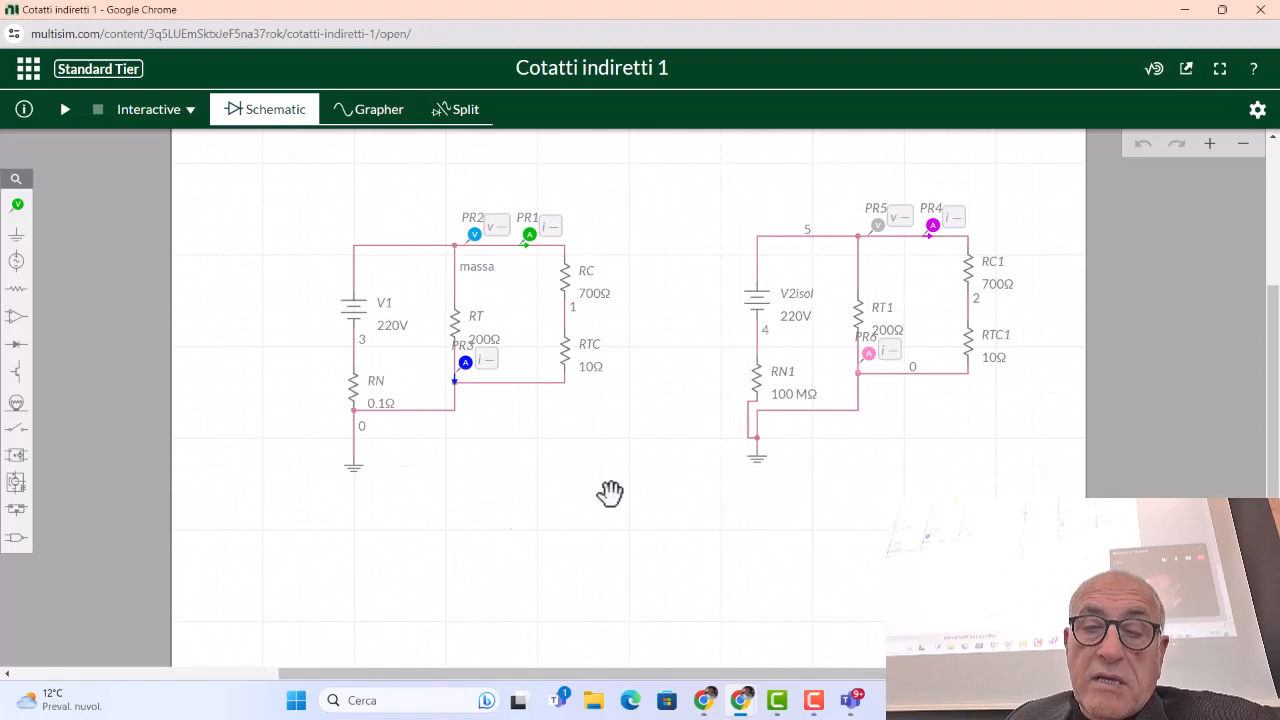 Cotatti indiretti 1 - Google Chrome
multisim.com/content/3q5LUEmSktxJeF5na37rok/cotatti-indiretti-1/open/
Standard Tier
Cotatti indiretti 1
?
Interactive
Schematic
Grapher
Split
PR2
v --
PR1
i --
A
V
massa
RC
700Ω
1
V1
220V
3
RT
200Ω
PR3
A
i --
RTC
10Ω
RN
0.1Ω
0
PR5
v --
PR4
i --
V
A
5
RC1
700Ω
2
V2isol
220V
4
RT1
200Ω
PR6
A
i --
RTC1
10Ω
0
RN1
100 MΩ
12°C
Preval. nuvol.
Cerca
1
9+